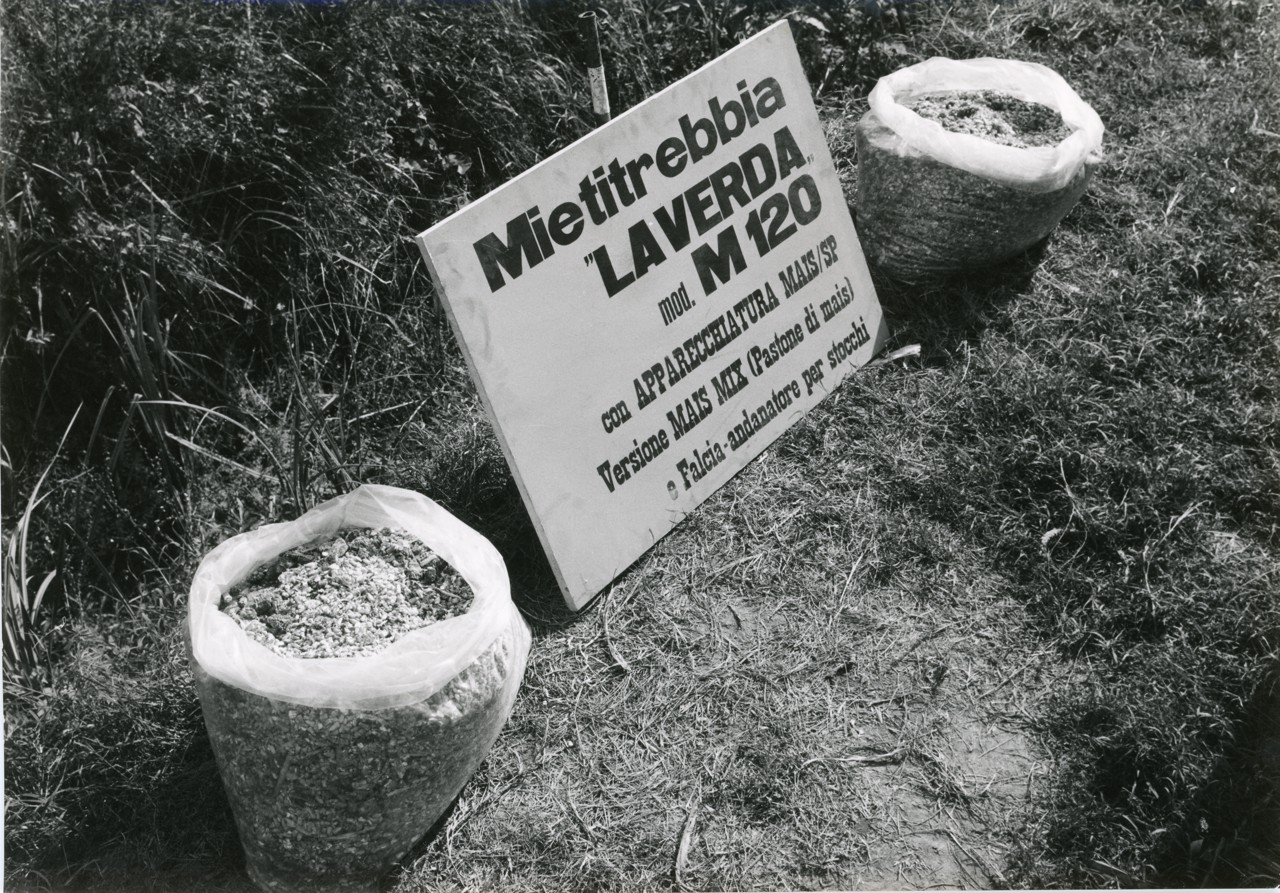 Mietitrebbia
"LAVERDA"
mod. M 120
con APPARECCHIATURA MAIS/SP
Versione MAIS MIX (Pastone di mais)
e Falcia-andanatore per stocchi